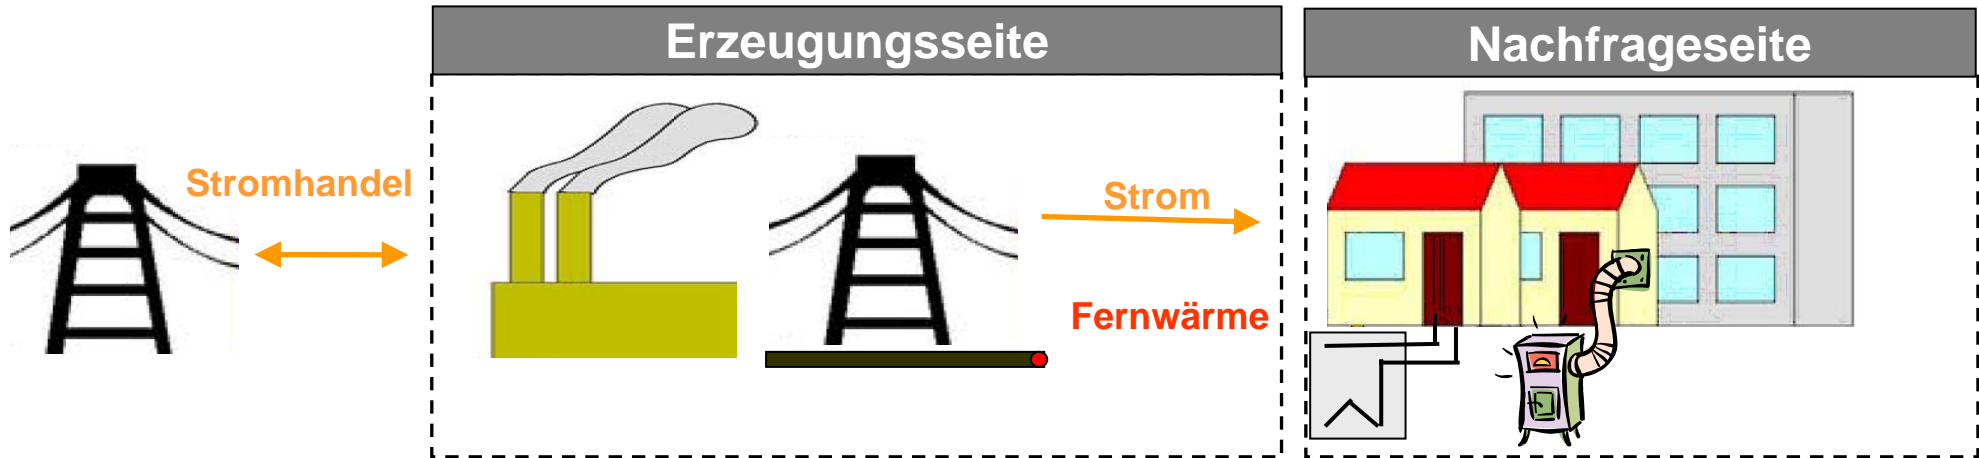 Erzeugungsseite
Nachfrageseite
Stromhandel
Strom
Fernwärme